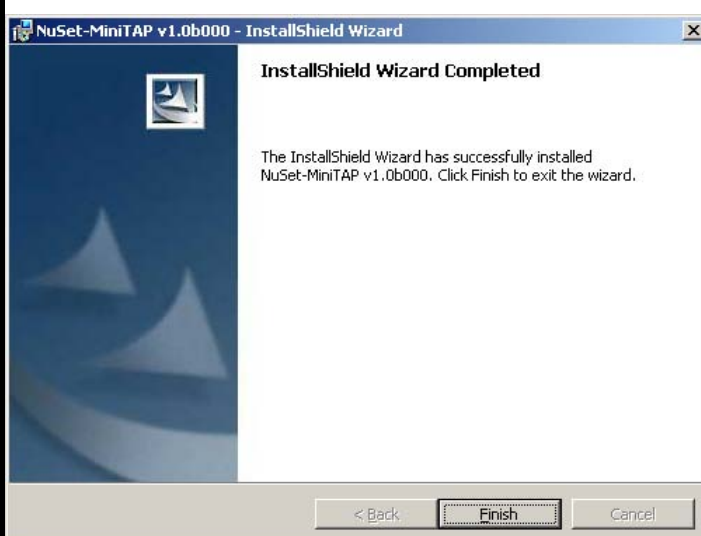 NuSet-MiniTAP v1.0b000 - InstallShield Wizard
InstallShield Wizard Completed
The InstallShield Wizard has successfully installed
NuSet-MiniTAP v1.0b000. Click Finish to exit the wizard.
< Back
Finish
Cancel